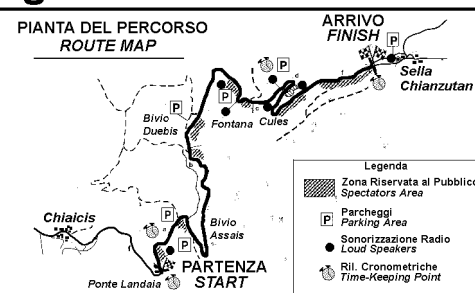 PIANTA DEL PERCORSO
ROUTE MAP
ARRIVO
FINISH
P
Sella
Chianzutan
P
P
P
Bivio
Duebis
Fontana
Cules
Chiaicis
P
P
Bivio
Assais
PARTENZA
START
Ponte Landaia
Legenda
Zona Riservata al Pubblico
Spectators Area
P
Parcheggi
Parking Area
Sonorizzazione Radio
Loud Speakers
Ril. Cronometriche
Time-Keeping Point